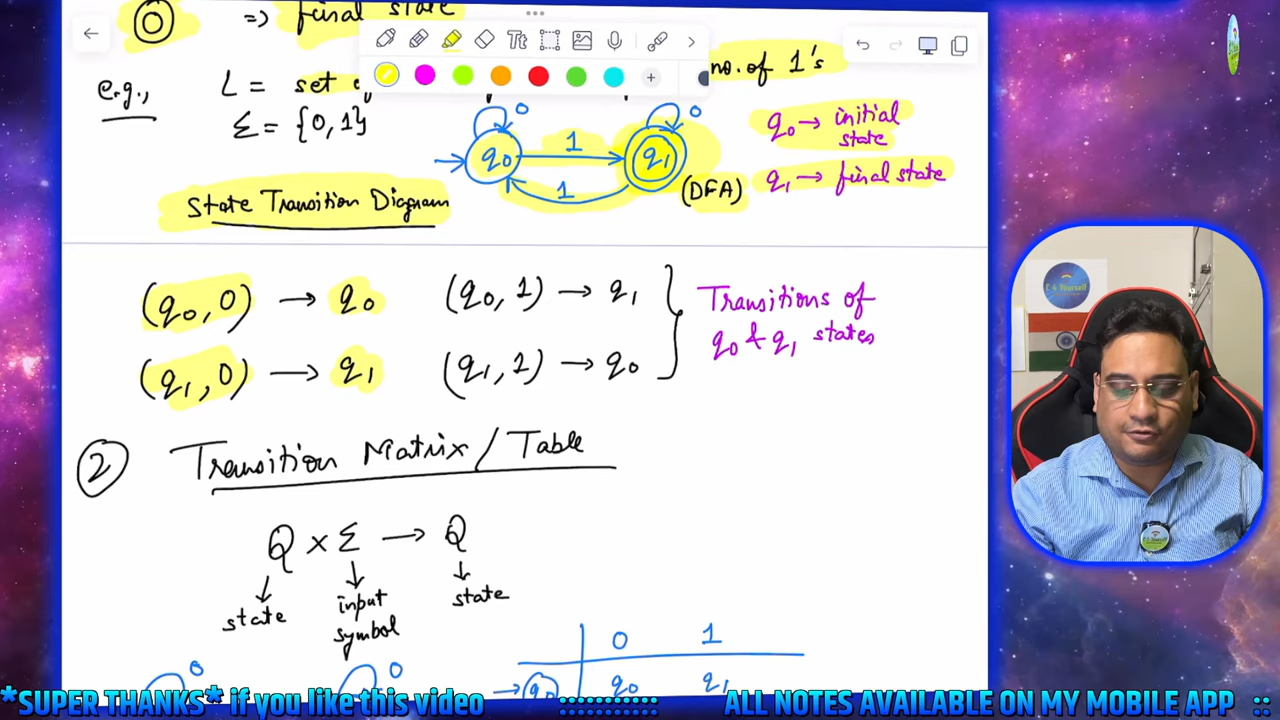 => final state
e.g., L = set no. of 1's
Σ = {0,1}
0 0
q₀ 1 q₁
1
(DFA)
q₀ → initial
state
q₁ → final state
State Transition Diagram
(q₀, 0) → q₀ (q₀, 1) → q₁
(q₁, 0) → q₁ (q₁, 1) → q₀
Transitions of
q₀ & q₁ states
② Transition Matrix/Table
Q × Σ → Q
state input state
symbol
0 0
0 1
→ q₀ q₀ q₁
*SUPER THANKS* if you like this video :::::::::::: ALL NOTES AVAILABLE ON MY MOBILE APP ::